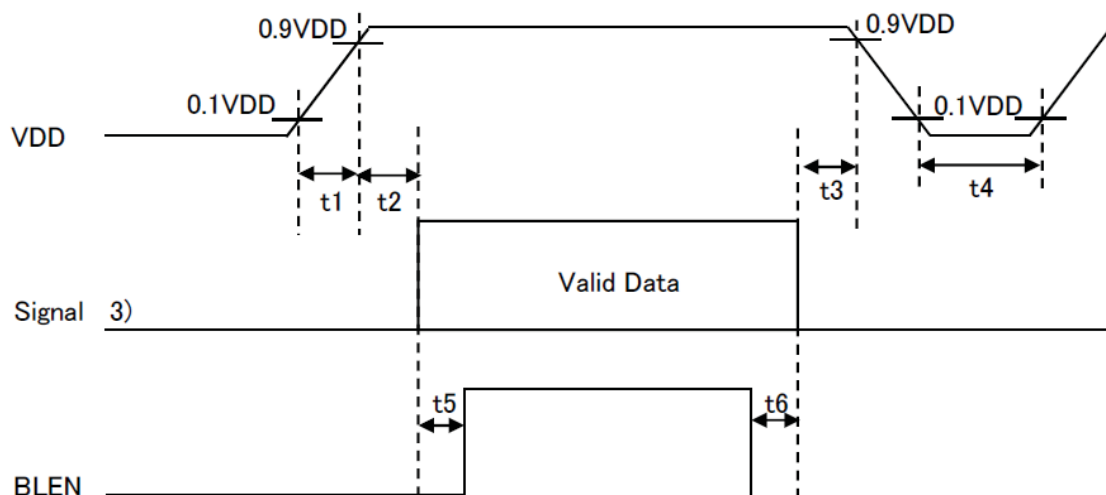 0.9VDD
0.9VDD
0.1VDD
0.1VDD
VDD
t1
t2
t3
t4
Valid Data
Signal 3)
t5
t6
BLEN